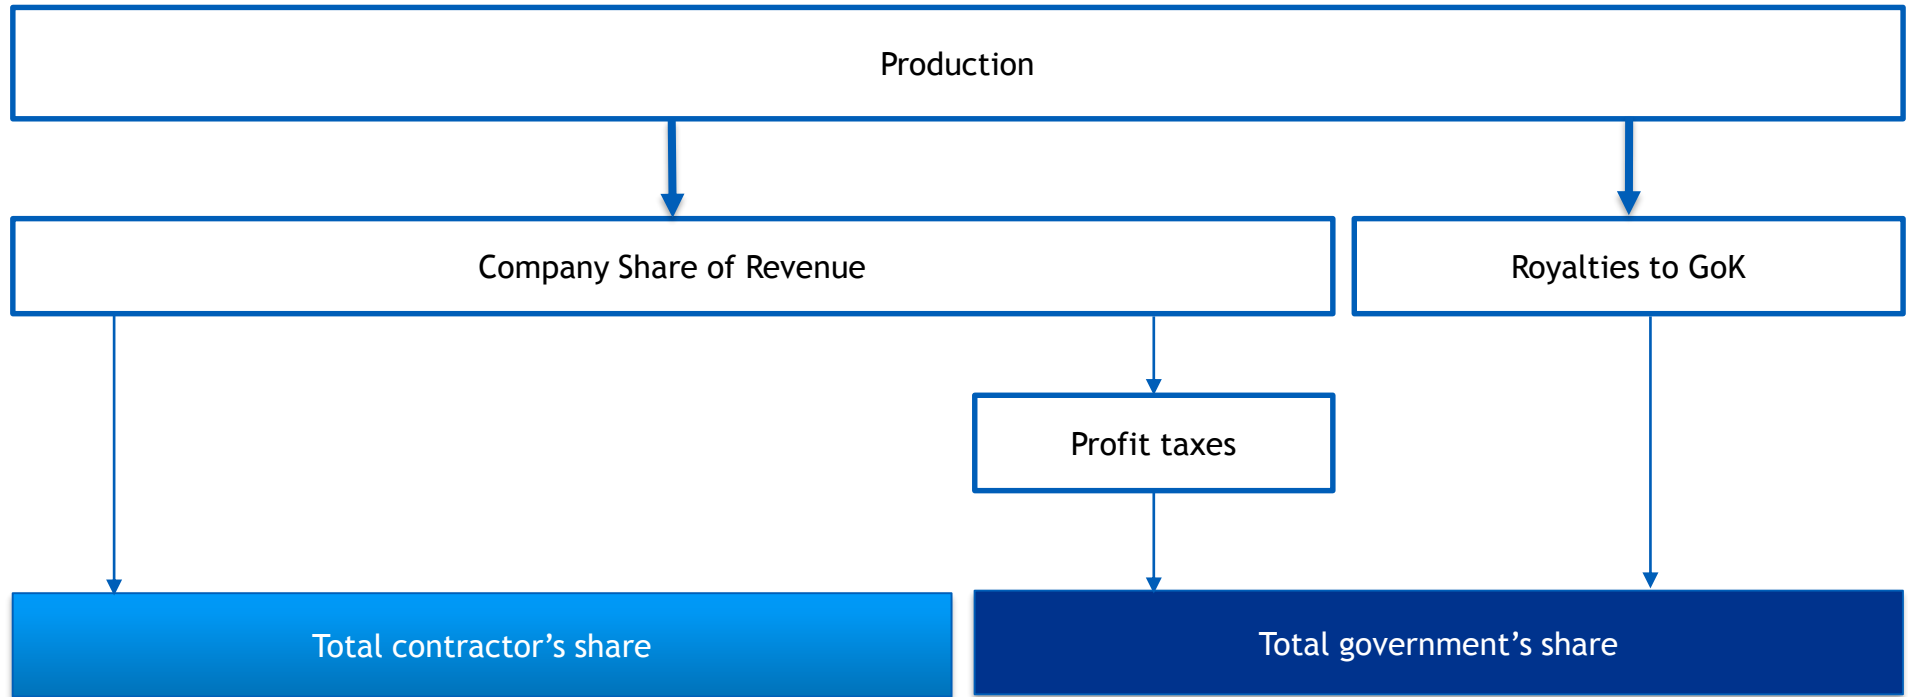 Production
Company Share of Revenue
Royalties to GoK
Profit taxes
Total contractor’s share
Total government’s share